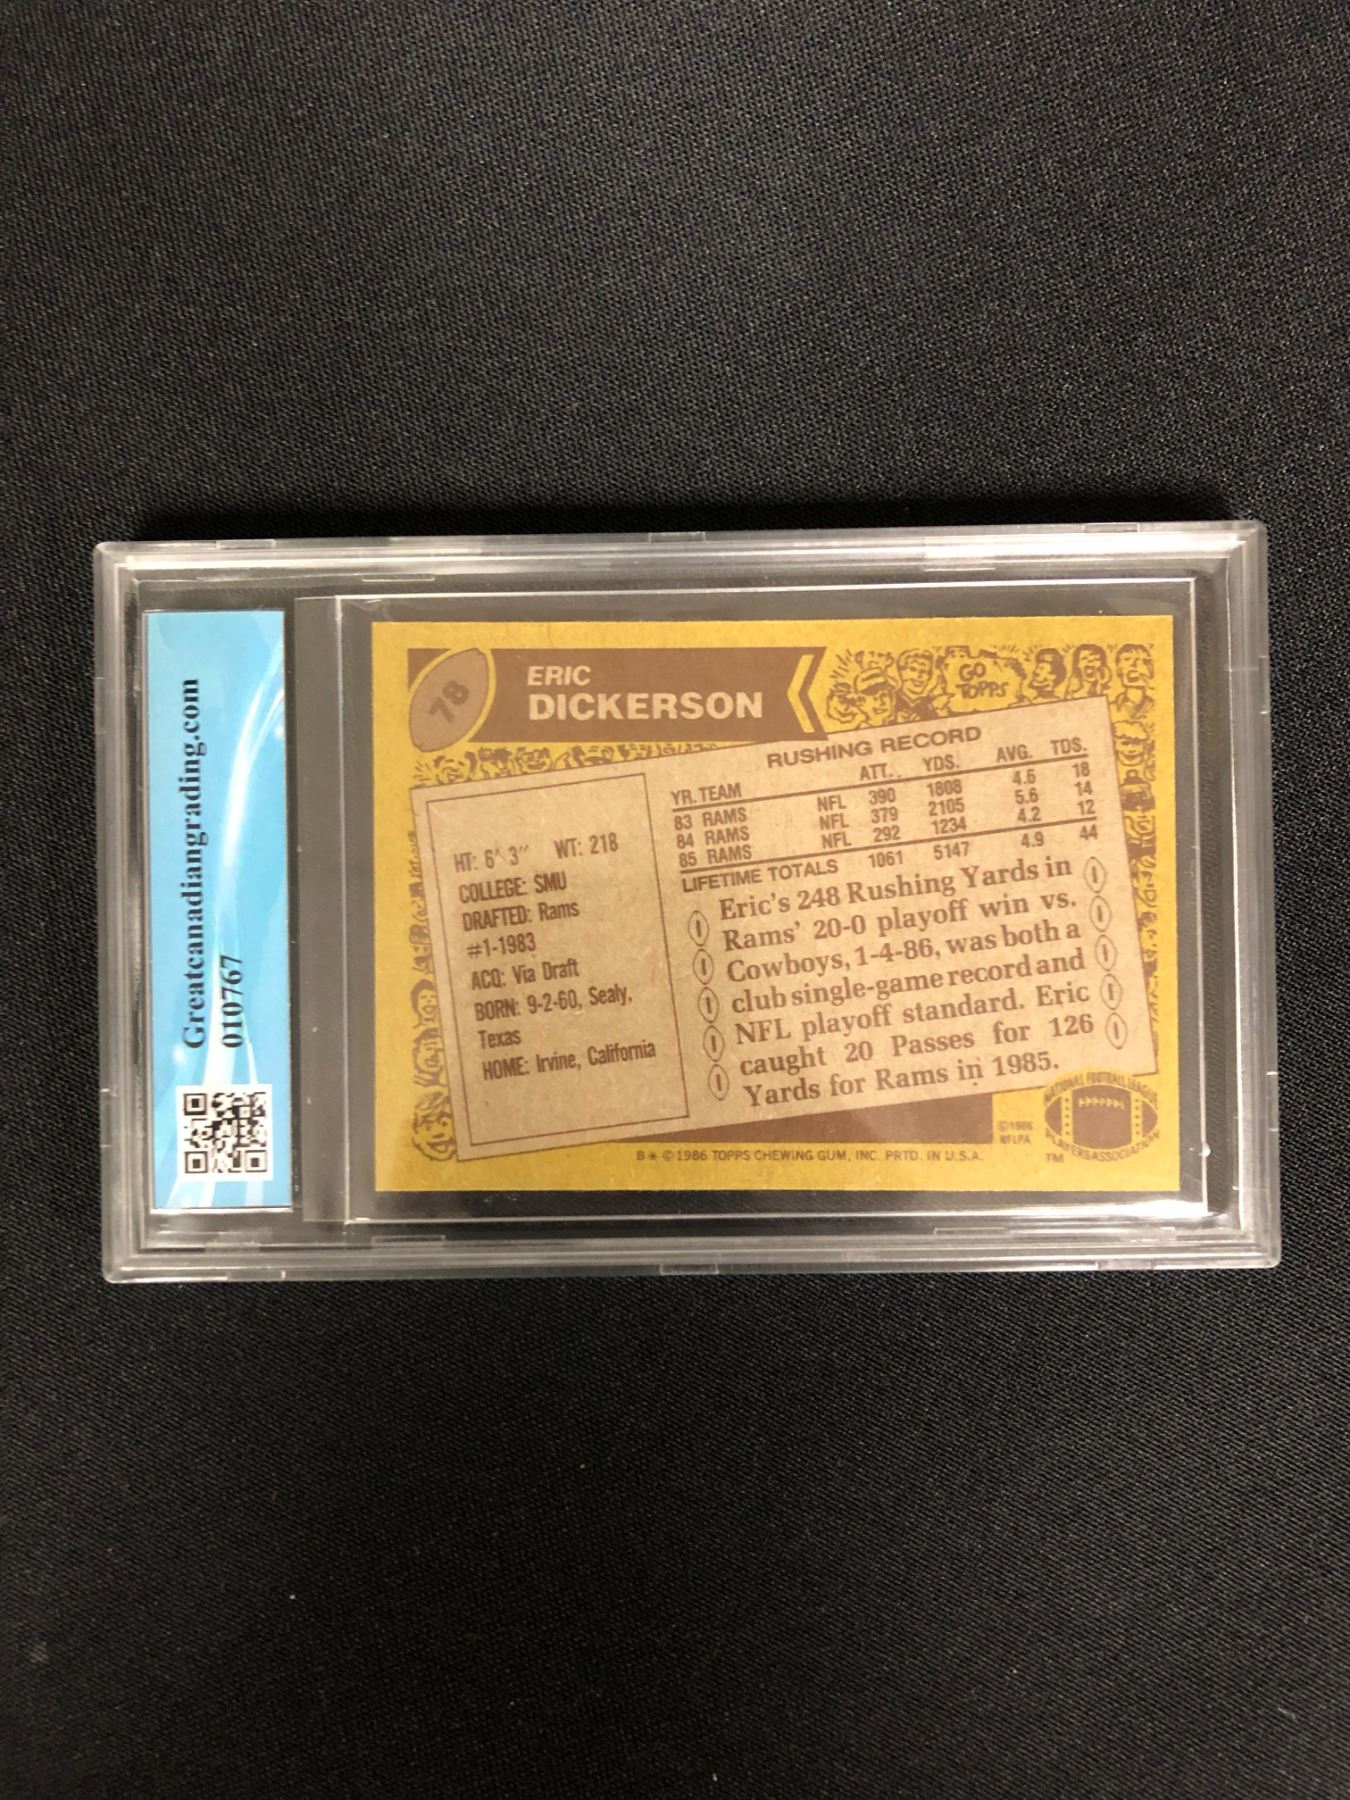 Greatcanadiangrading.com
010767
78
ERIC
DICKERSON
GO
TOPPS
RUSHING RECORD
YR. TEAM ATT. YDS. AVG. TDS.
83 RAMS NFL 390 1808 4.6 18
84 RAMS NFL 379 2105 5.6 14
85 RAMS NFL 292 1234 4.2 12
LIFETIME TOTALS 1061 5147 4.9 44
HT: 6' 3" WT: 218
COLLEGE: SMU
DRAFTED: Rams
#1-1983
ACQ: Via Draft
BORN: 9-2-60, Sealy,
Texas
HOME: Irvine, California
Eric's 248 Rushing Yards in
Rams' 20-0 playoff win vs.
Cowboys, 1-4-86, was both a
club single-game record and
NFL playoff standard. Eric
caught 20 Passes for 126
Yards for Rams in 1985.
©1986
NFLPA
NATIONAL FOOTBALL LEAGUE
PLAYERS ASSOCIATION
TM
B * © 1986 TOPPS CHEWING GUM, INC. PRTD. IN U.S.A.